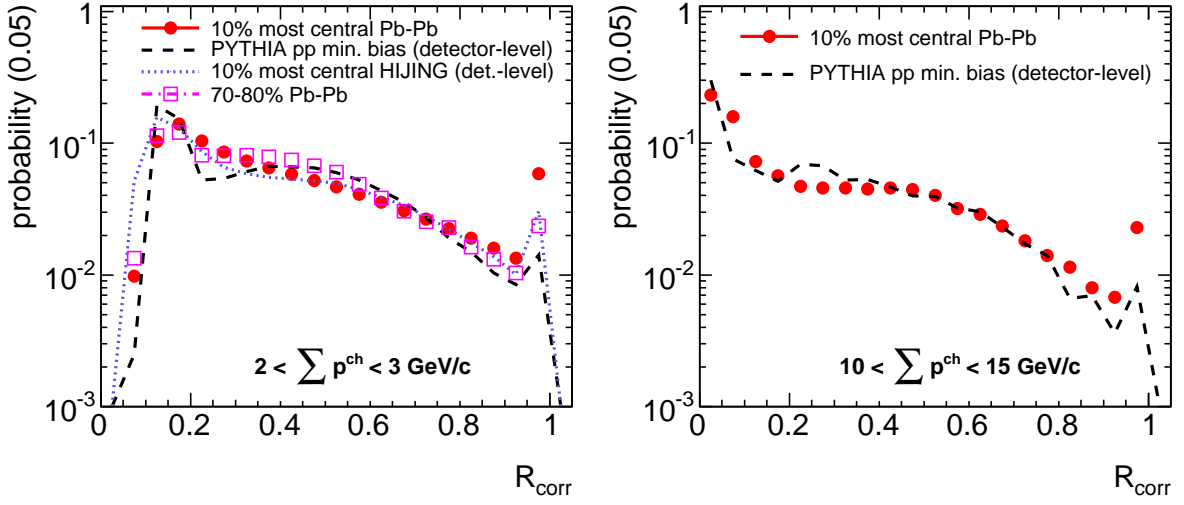 probability (0.05)
1
10^-1
10^-2
10^-3
10% most central Pb-Pb
PYTHIA pp min. bias (detector-level)
10% most central HIJING (det.-level)
70-80% Pb-Pb
2 < ∑ p^ch < 3 GeV/c
0 0.2 0.4 0.6 0.8 1
R_corr
probability (0.05)
1
10^-1
10^-2
10^-3
10% most central Pb-Pb
PYTHIA pp min. bias (detector-level)
10 < ∑ p^ch < 15 GeV/c
0 0.2 0.4 0.6 0.8 1
R_corr